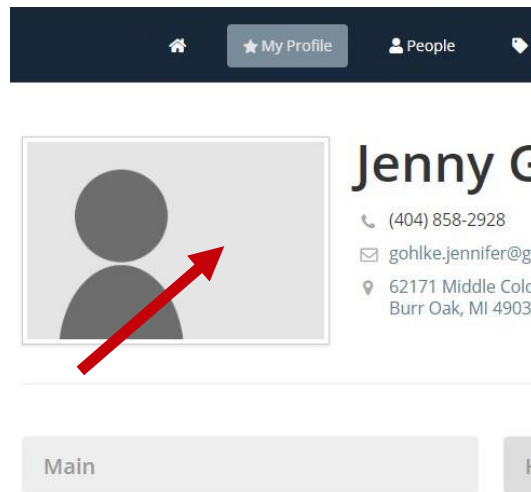 My Profile People
Jenny
(404) 858-2928
gohlke.jennifer@g
62171 Middle Colo
Burr Oak, MI 4903
Main